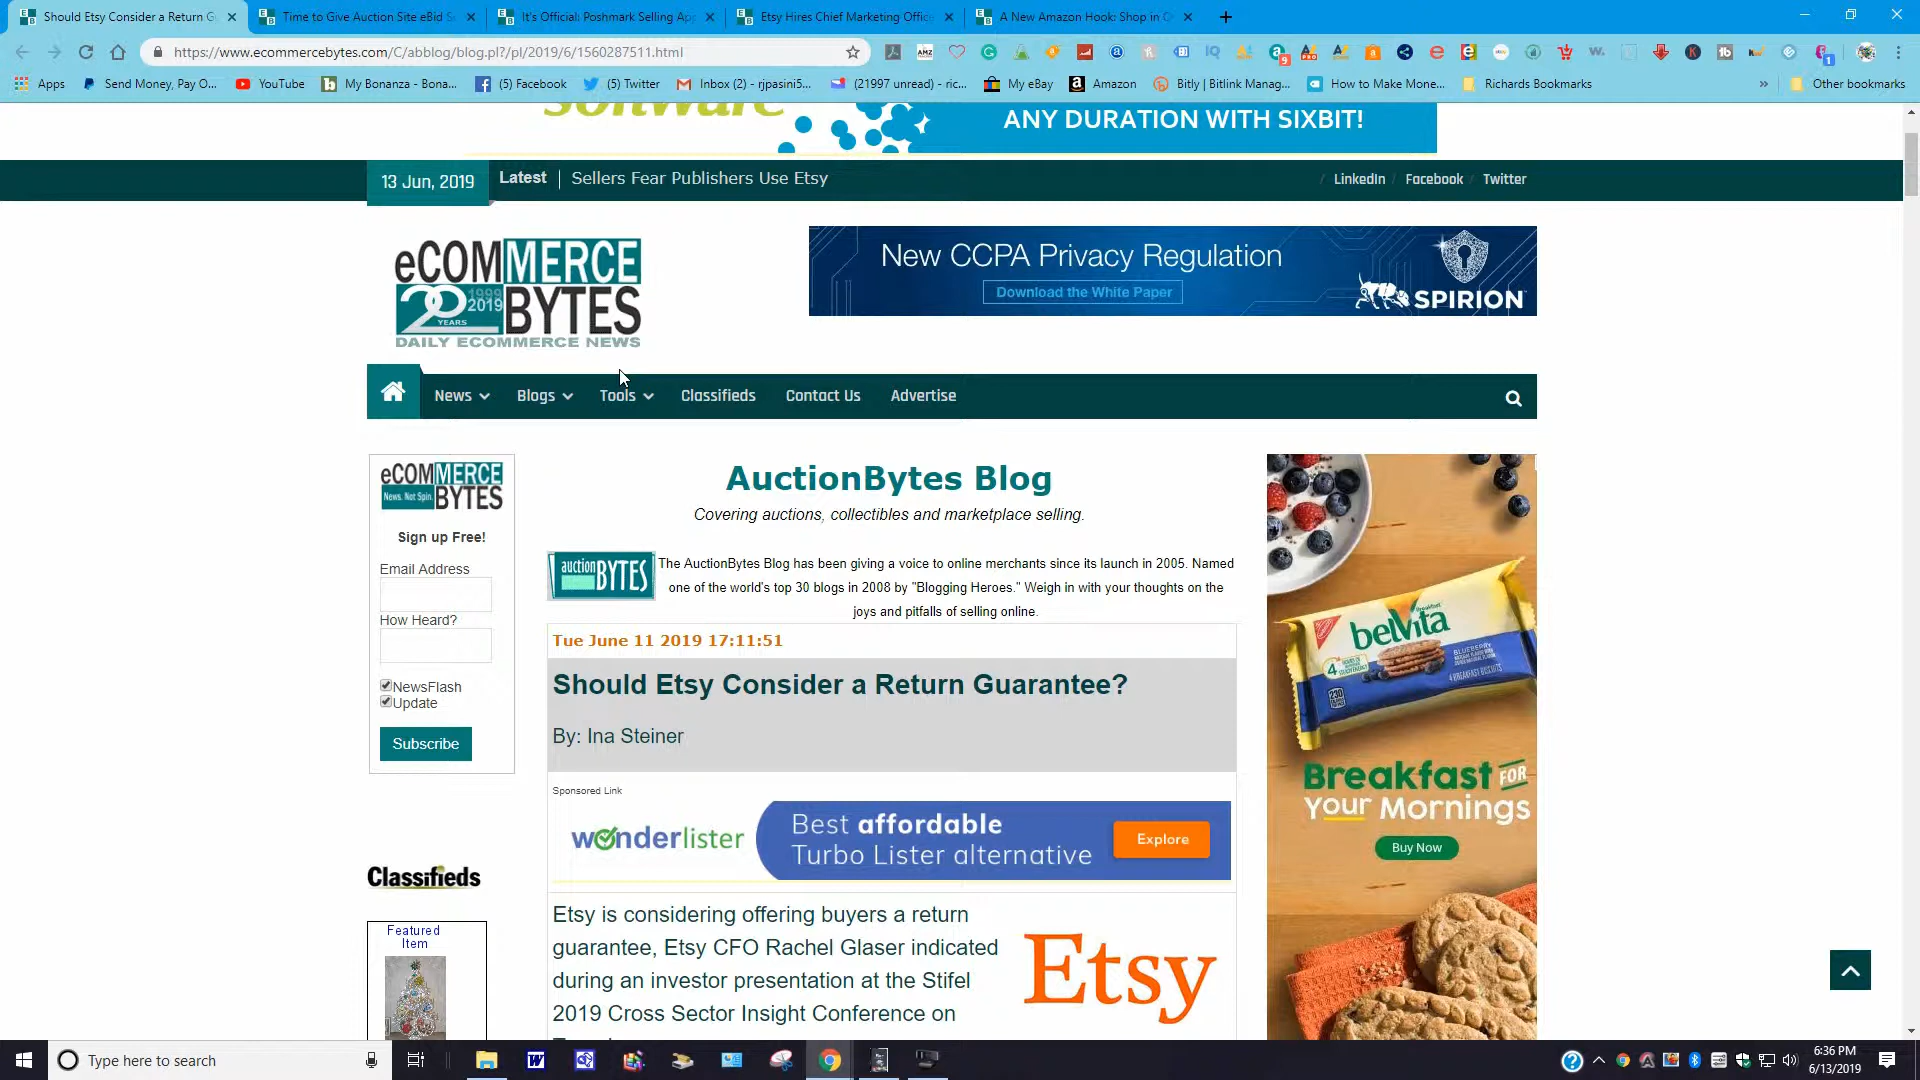 Should Etsy Consider a Return G
Time to Give Auction Site eBid S
It's Official: Poshmark Selling App
Etsy Hires Chief Marketing Office
A New Amazon Hook: Shop in
https://www.ecommercebytes.com/C/abblog/blog.pl?/pl/2019/6/1560287511.html
Apps
Send Money, Pay O...
YouTube
My Bonanza - Bona...
(5) Facebook
(5) Twitter
Inbox (2) - rjpasini5...
(21997 unread) - ric...
My eBay
Amazon
Bitly | Bitlink Manag...
How to Make Mone...
Richards Bookmarks
Other bookmarks
Software
ANY DURATION WITH SIXBIT!
13 Jun, 2019
Latest | Sellers Fear Publishers Use Etsy
/ LinkedIn / Facebook / Twitter
eCOMMERCE
20 1999 2019 BYTES
YEARS
DAILY ECOMMERCE NEWS
New CCPA Privacy Regulation
Download the White Paper
SPIRION
News
Blogs
Tools
Classifieds
Contact Us
Advertise
eCOMMERCE
News. Not Spin. BYTES
Sign up Free!
Email Address
How Heard?
NewsFlash
Update
Subscribe
Classifieds
Featured
Item
AuctionBytes Blog
Covering auctions, collectibles and marketplace selling.
auction BYTES
The AuctionBytes Blog has been giving a voice to online merchants since its launch in 2005. Named
one of the world's top 30 blogs in 2008 by "Blogging Heroes." Weigh in with your thoughts on the
joys and pitfalls of selling online.
Tue June 11 2019 17:11:51
Should Etsy Consider a Return Guarantee?
By: Ina Steiner
Sponsored Link
wonderlister
Best affordable
Turbo Lister alternative
Explore
Etsy is considering offering buyers a return
guarantee, Etsy CFO Rachel Glaser indicated
during an investor presentation at the Stifel
2019 Cross Sector Insight Conference on
Etsy
Breakfast
belVita
BLUEBERRY
230
Breakfast FOR
Your Mornings
Buy Now
Type here to search
6:36 PM
6/13/2019